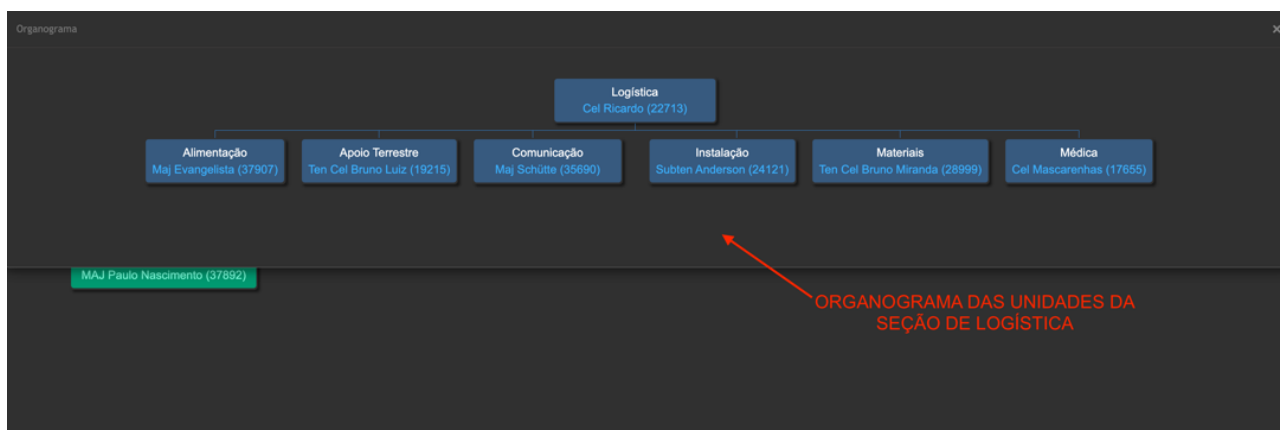 Organograma
×
Logística
Cel Ricardo (22713)
Alimentação
Maj Evangelista (37907)
Apoio Terrestre
Ten Cel Bruno Luiz (19215)
Comunicação
Maj Schütte (35690)
Instalação
Subten Anderson (24121)
Materiais
Ten Cel Bruno Miranda (28999)
Médica
Cel Mascarenhas (17655)
MAJ Paulo Nascimento (37892)
ORGANOGRAMA DAS UNIDADES DA
SEÇÃO DE LOGÍSTICA